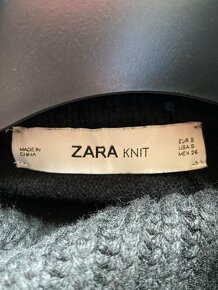 MADE IN
CHINA
ZARA KNIT
EUR S
USA S
MEX 26